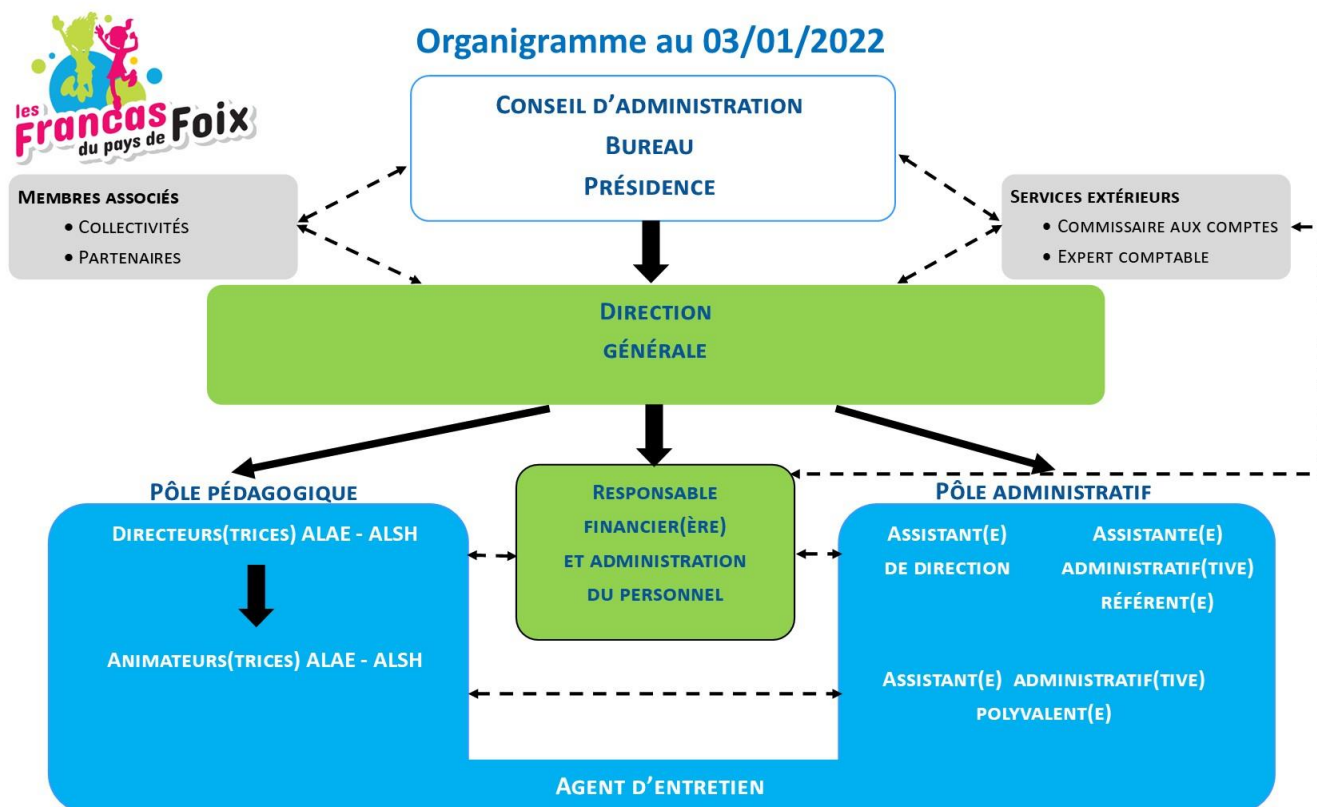 les
Francas
du pays de Foix
Organigramme au 03/01/2022
CONSEIL D'ADMINISTRATION
BUREAU
PRÉSIDENCE
MEMBRES ASSOCIÉS
• COLLECTIVITÉS
• PARTENAIRES
SERVICES EXTÉRIEURS
• COMMISSAIRE AUX COMPTES
• EXPERT COMPTABLE
DIRECTION
GÉNÉRALE
PÔLE PÉDAGOGIQUE
DIRECTEURS(TRICES) ALAE - ALSH
ANIMATEURS(TRICES) ALAE - ALSH
RESPONSABLE
FINANCIER(ÈRE)
ET ADMINISTRATION
DU PERSONNEL
PÔLE ADMINISTRATIF
ASSISTANT(E)
DE DIRECTION
ASSISTANTE(E)
ADMINISTRATIF(TIVE)
RÉFÉRENT(E)
ASSISTANT(E) ADMINISTRATIF(TIVE)
POLYVALENT(E)
AGENT D'ENTRETIEN